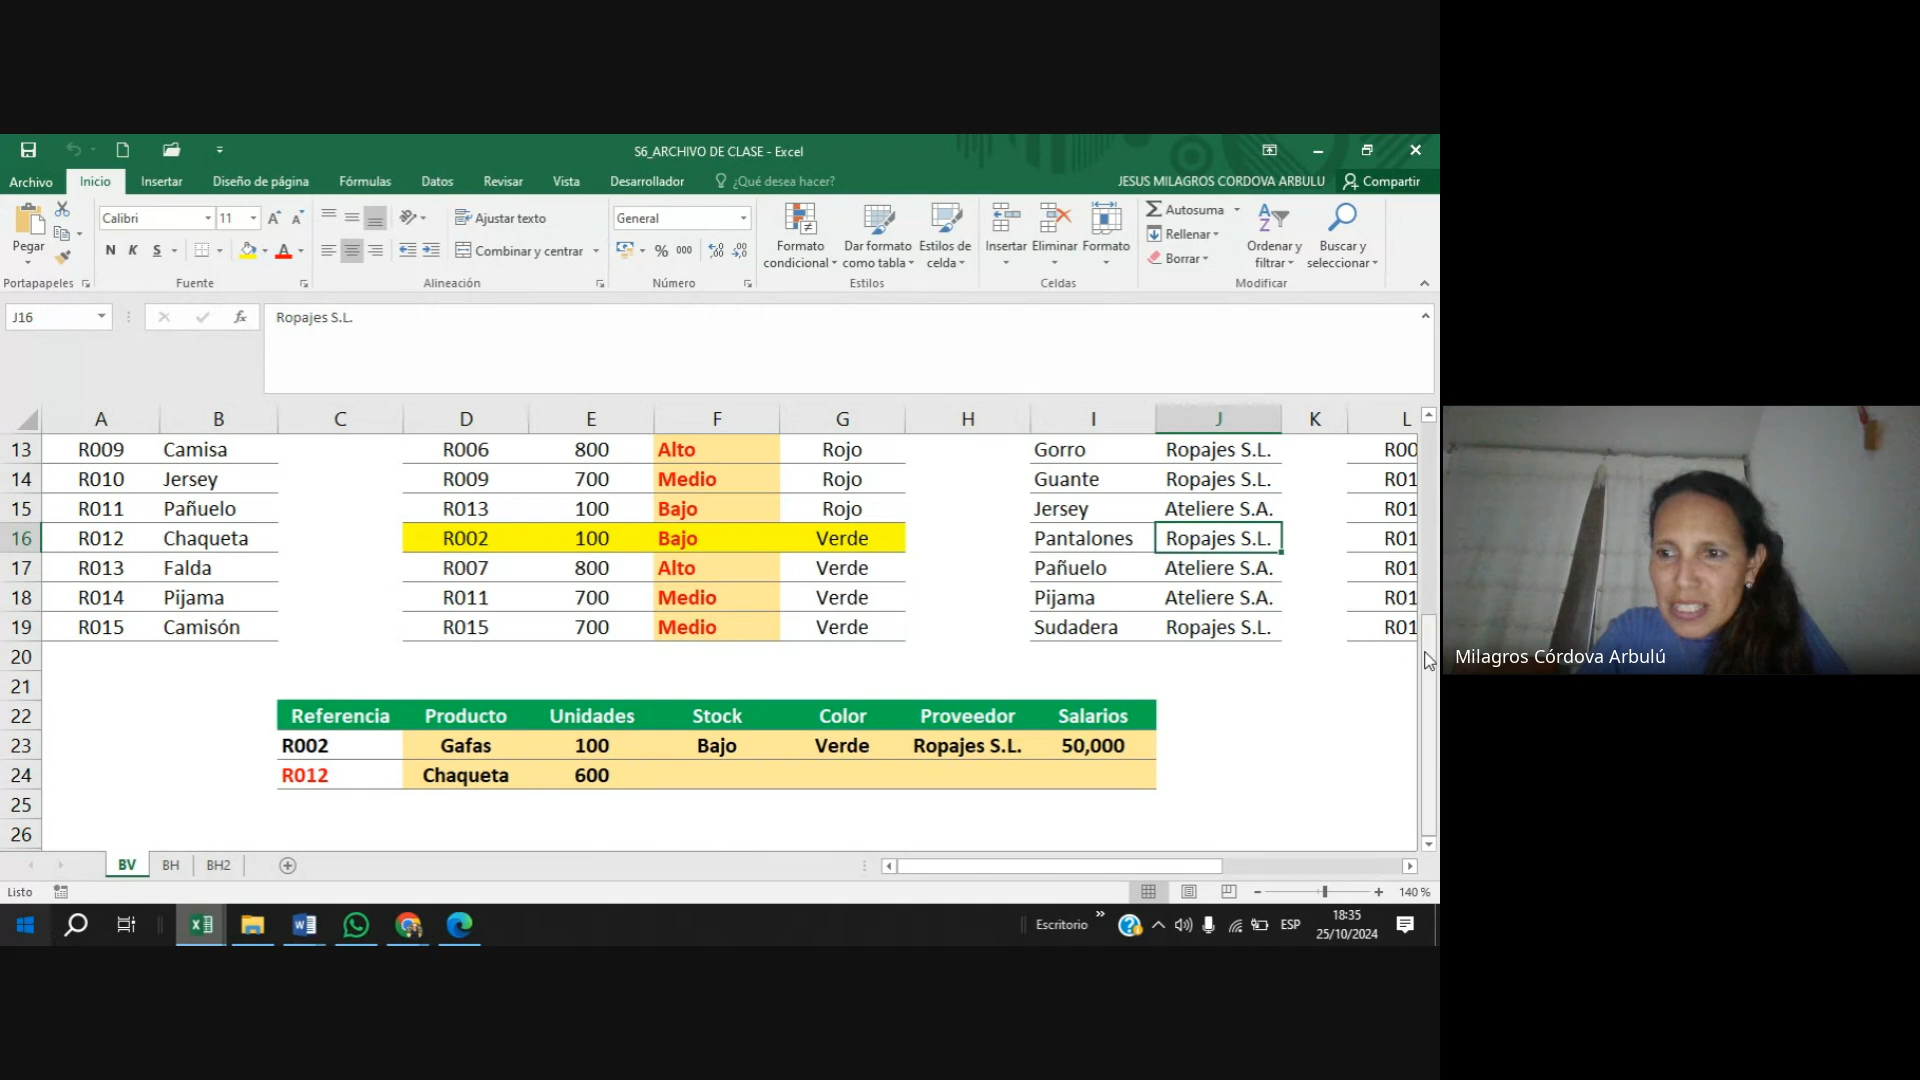 S6_ARCHIVO DE CLASE - Excel
Archivo Inicio Insertar Diseño de página Fórmulas Datos Revisar Vista Desarrollador ¿Qué desea hacer? JESUS MILAGROS CORDOVA ARBULU Compartir
Pegar
Portapapeles
Calibri 11
N K S
Fuente
Ajustar texto
Combinar y centrar
Alineación
General
% 000
Número
Formato condicional
Dar formato como tabla
Estilos de celda
Estilos
Insertar Eliminar Formato
Celdas
Autosuma
Rellenar
Borrar
Ordenar y filtrar
Buscar y seleccionar
Modificar
J16 fx Ropajes S.L.
A B C D E F G H I J K L
13 R009 Camisa R006 800 Alto Rojo Gorro Ropajes S.L. R00
14 R010 Jersey R009 700 Medio Rojo Guante Ropajes S.L. R01
15 R011 Pañuelo R013 100 Bajo Rojo Jersey Ateliere S.A. R01
16 R012 Chaqueta R002 100 Bajo Verde Pantalones Ropajes S.L. R01
17 R013 Falda R007 800 Alto Verde Pañuelo Ateliere S.A. R01
18 R014 Pijama R011 700 Medio Verde Pijama Ateliere S.A. R01
19 R015 Camisón R015 700 Medio Verde Sudadera Ropajes S.L. R01
20
21
22 Referencia Producto Unidades Stock Color Proveedor Salarios
23 R002 Gafas 100 Bajo Verde Ropajes S.L. 50,000
24 R012 Chaqueta 600
25
26
BV BH BH2
Listo 140 %
Escritorio ESP 18:35
25/10/2024
Milagros Córdova Arbulú